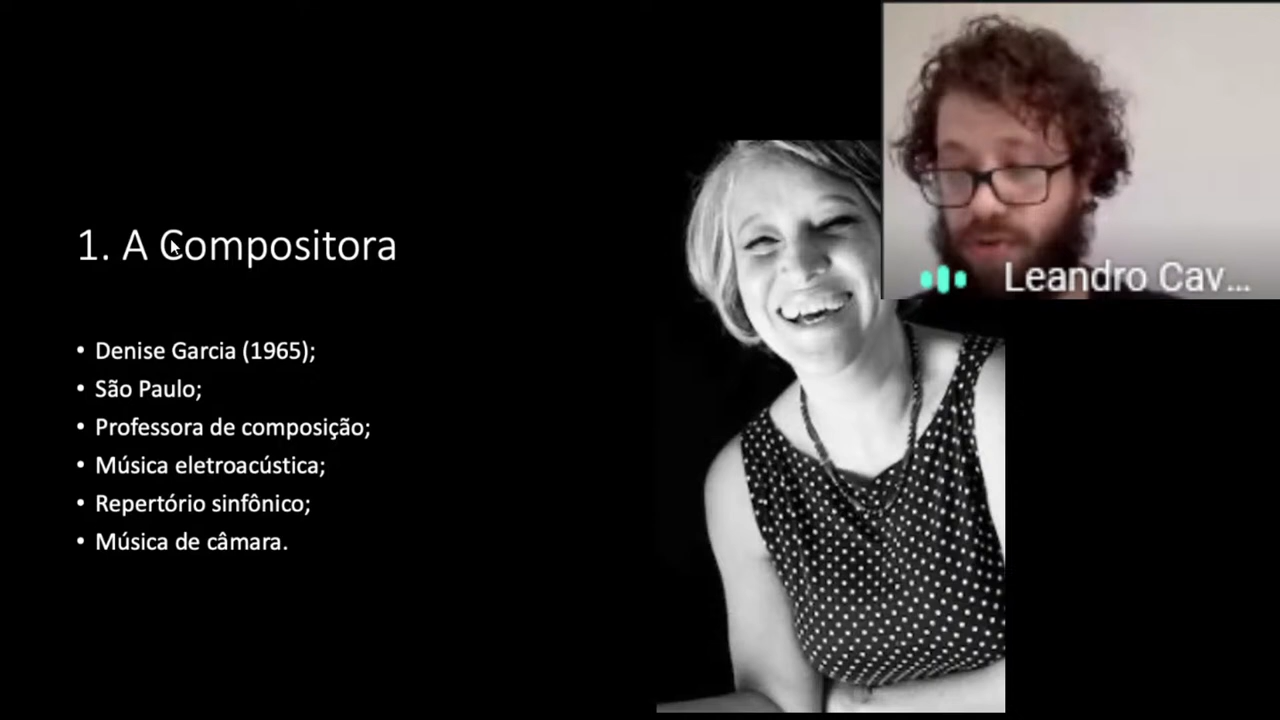 1. A Compositora
• Denise Garcia (1965);
• São Paulo;
• Professora de composição;
• Música eletroacústica;
• Repertório sinfônico;
• Música de câmara.
Leandro Cav...